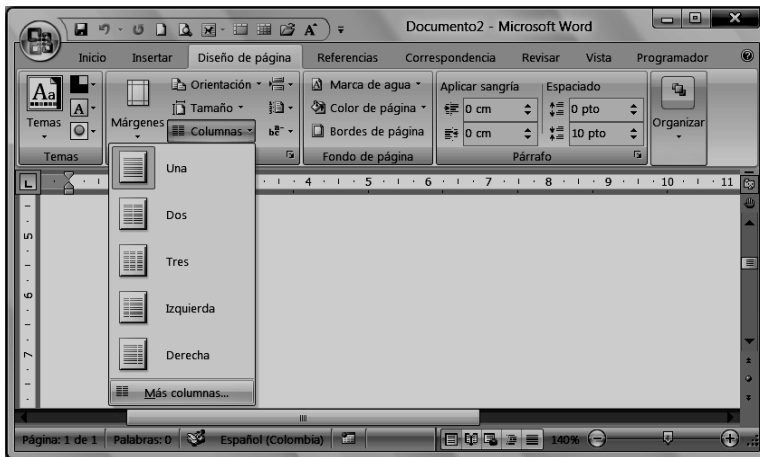 Documento2 - Microsoft Word
Inicio Insertar Diseño de página Referencias Correspondencia Revisar Vista Programador
Aa Orientación Marca de agua Aplicar sangría Espaciado
Temas Márgenes Tamaño Color de página 0 cm 0 pto Organizar
Columnas Bordes de página 0 cm 10 pto
Temas Fondo de página Párrafo
Una
Dos
Tres
Izquierda
Derecha
Más columnas...
1 4 5 6 7 8 9 10 11
5
6
7
Página: 1 de 1 Palabras: 0 Español (Colombia) 140%